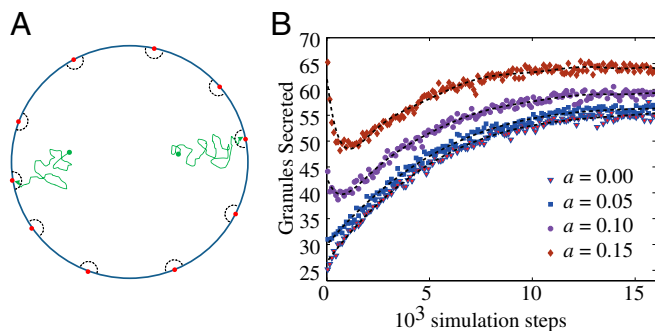 A
B
Granules Secreted
70
65
60
55
50
45
40
35
30
25
0
5
10
15
10³ simulation steps
a = 0.00
a = 0.05
a = 0.10
a = 0.15